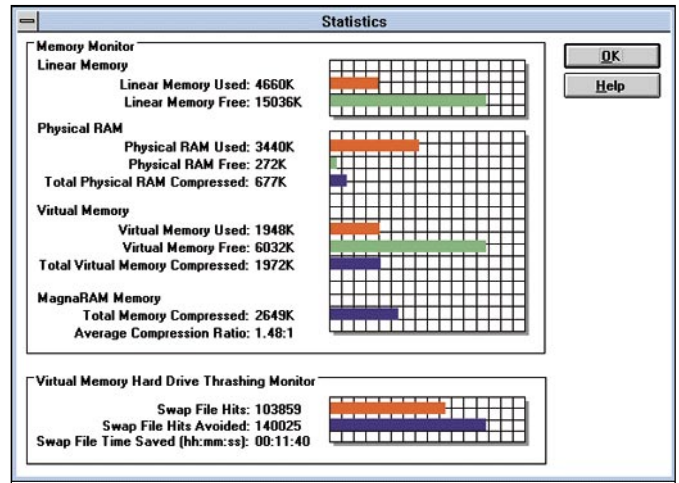 Statistics
Memory Monitor
Linear Memory
Linear Memory Used: 4660K
Linear Memory Free: 15036K
Physical RAM
Physical RAM Used: 3440K
Physical RAM Free: 272K
Total Physical RAM Compressed: 677K
Virtual Memory
Virtual Memory Used: 1948K
Virtual Memory Free: 6032K
Total Virtual Memory Compressed: 1972K
MagnaRAM Memory
Total Memory Compressed: 2649K
Average Compression Ratio: 1.48:1
Virtual Memory Hard Drive Thrashing Monitor
Swap File Hits: 103859
Swap File Hits Avoided: 140025
Swap File Time Saved (hh:mm:ss): 00:11:40
OK
Help